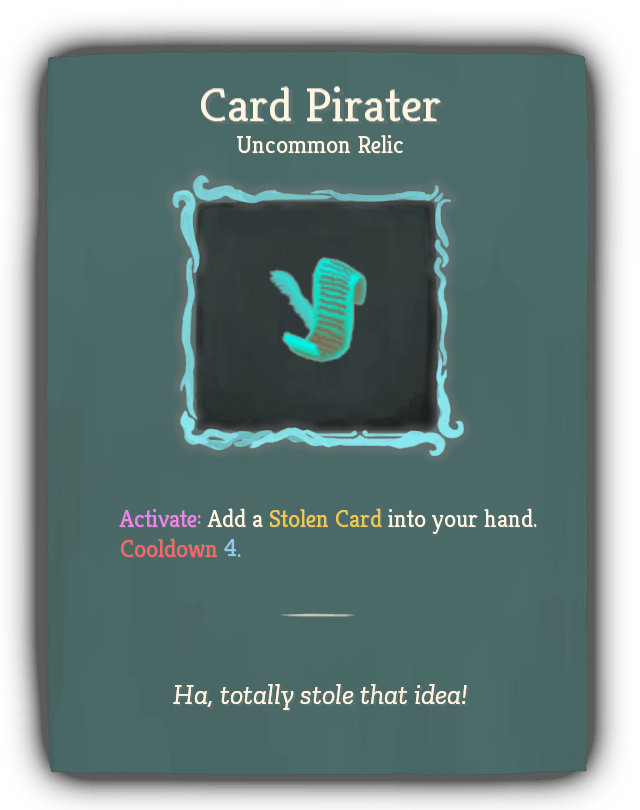 Card Pirater
Uncommon Relic
Activate: Add a Stolen Card into your hand.
Cooldown 4.
Ha, totally stole that idea!